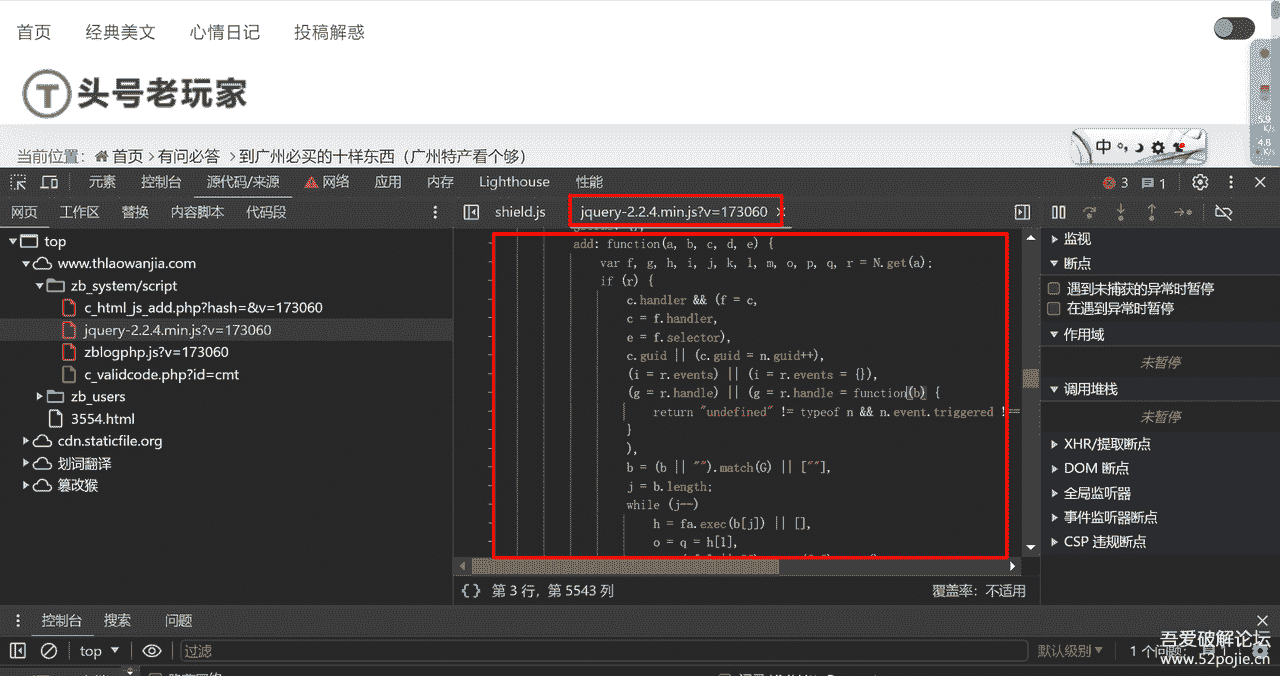 首页 经典美文 心情日记 投稿解惑
T 头号老玩家
5.9 K/s
4.8 K/s
中
当前位置： 首页 > 有问必答 > 到广州必买的十样东西（广州特产看个够）
元素 控制台 源代码/来源 网络 应用 内存 Lighthouse 性能 3 1
网页 工作区 替换 内容脚本 代码段 shield.js jquery-2.2.4.min.js?v=173060 ×
top
www.thlaowanjia.com
zb_system/script
c_html_js_add.php?hash=&v=173060
jquery-2.2.4.min.js?v=173060
zblogphp.js?v=173060
c_validcode.php?id=cmt
zb_users
3554.html
cdn.staticfile.org
划词翻译
篡改猴
add: function(a, b, c, d, e) {
var f, g, h, i, j, k, l, m, o, p, q, r = N.get(a);
if (r) {
c.handler && (f = c,
c = f.handler,
e = f.selector),
c.guid || (c.guid = n.guid++),
(i = r.events) || (i = r.events = {}),
(g = r.handle) || (g = r.handle = function(b) {
return "undefined" != typeof n && n.event.triggered !==
}
),
b = (b || "").match(G) || [""],
j = b.length;
while (j--)
h = fa.exec(b[j]) || [],
o = q = h[1],
{} 第 3 行，第 5543 列 覆盖率：不适用
监视
断点
遇到未捕获的异常时暂停
在遇到异常时暂停
作用域
未暂停
调用堆栈
未暂停
XHR/提取断点
DOM 断点
全局监听器
事件监听器断点
CSP 违规断点
控制台 搜索 问题
top 过滤 默认级别 1 个问题:
吾爱破解论坛
www.52pojie.cn